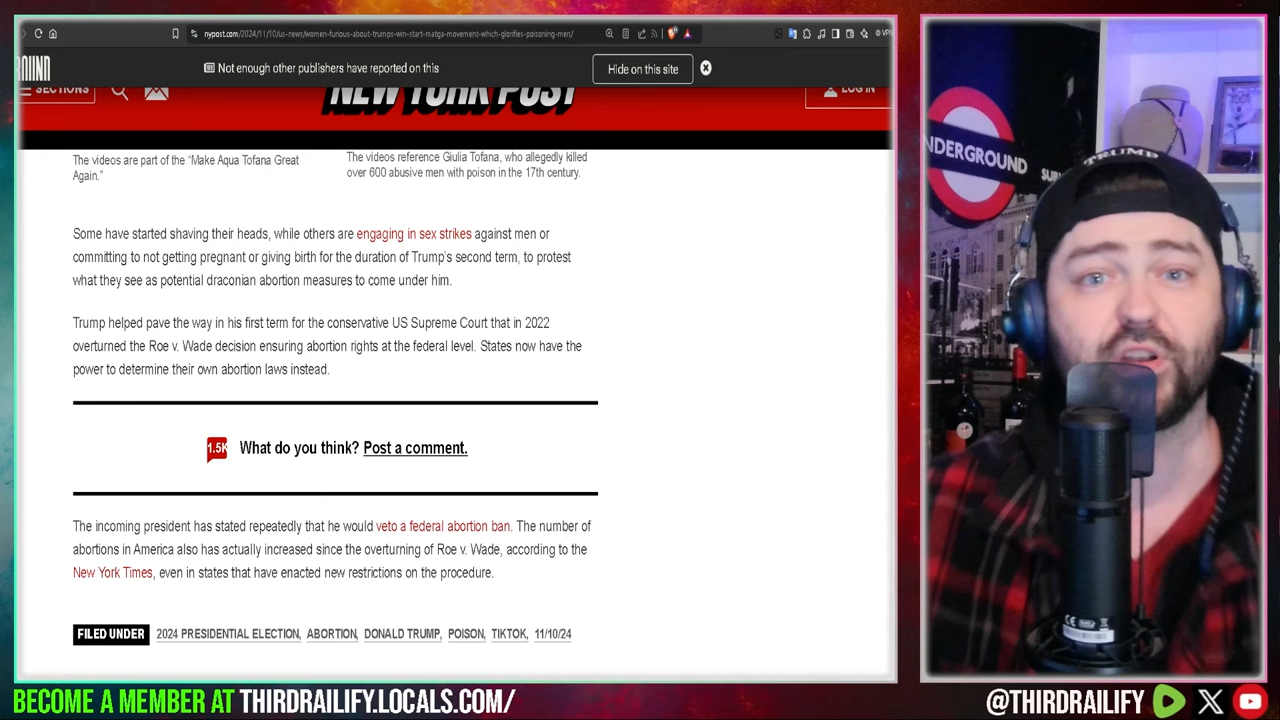 nypost.com/2024/11/10/us-news/women-furious-about-trumps-win-start-matga-movement-which-glorifies-poisoning-men/
VPN
Not enough other publishers have reported on this
Hide on this site
SECTIONS
NEW YORK POST
LOG IN
The videos are part of the "Make Aqua Tofana Great
Again."
The videos reference Giulia Tofana, who allegedly killed
over 600 abusive men with poison in the 17th century.
Some have started shaving their heads, while others are engaging in sex strikes against men or
committing to not getting pregnant or giving birth for the duration of Trump's second term, to protest
what they see as potential draconian abortion measures to come under him.
Trump helped pave the way in his first term for the conservative US Supreme Court that in 2022
overturned the Roe v. Wade decision ensuring abortion rights at the federal level. States now have the
power to determine their own abortion laws instead.
1.5K What do you think? Post a comment.
The incoming president has stated repeatedly that he would veto a federal abortion ban. The number of
abortions in America also has actually increased since the overturning of Roe v. Wade, according to the
New York Times, even in states that have enacted new restrictions on the procedure.
FILED UNDER 2024 PRESIDENTIAL ELECTION, ABORTION, DONALD TRUMP, POISON, TIKTOK, 11/10/24
NDERGROUND
TRUMP
CE
BECOME A MEMBER AT THIRDRAILIFY.LOCALS.COM/
@THIRDRAILIFY